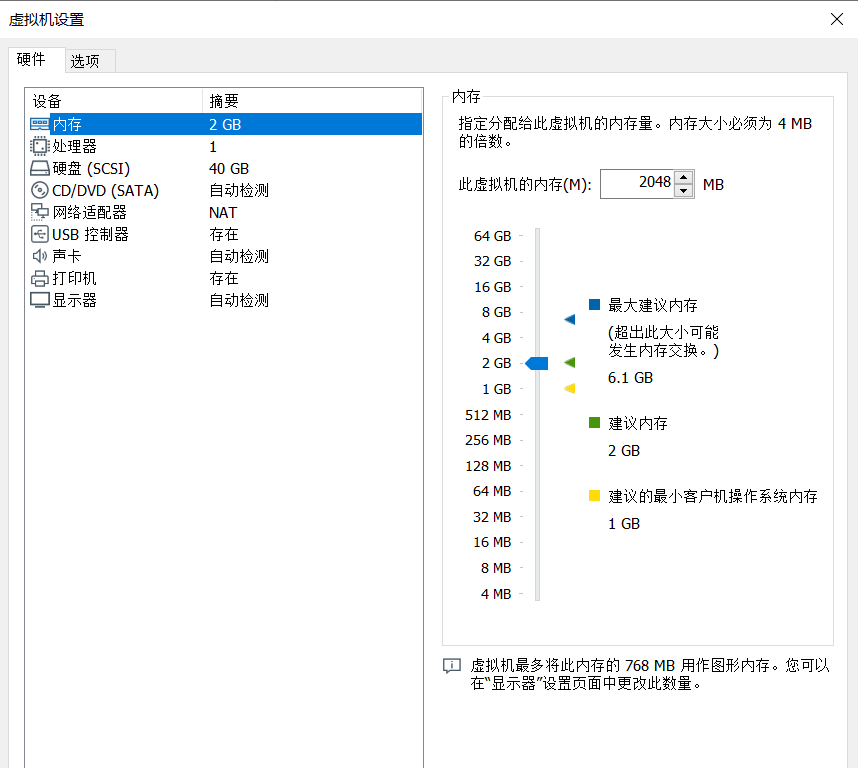 虚拟机设置
硬件 选项
设备 摘要
内存 2 GB
处理器 1
硬盘 (SCSI) 40 GB
CD/DVD (SATA) 自动检测
网络适配器 NAT
USB 控制器 存在
声卡 自动检测
打印机 存在
显示器 自动检测
内存
指定分配给此虚拟机的内存量。内存大小必须为 4 MB
的倍数。
此虚拟机的内存(M): 2048 MB
64 GB
32 GB
16 GB
8 GB
4 GB
2 GB
1 GB
512 MB
256 MB
128 MB
64 MB
32 MB
16 MB
8 MB
4 MB
最大建议内存
(超出此大小可能
发生内存交换。)
6.1 GB
建议内存
2 GB
建议的最小客户机操作系统内存
1 GB
虚拟机最多将此内存的 768 MB 用作图形内存。您可以
在“显示器”设置页面中更改此数量。